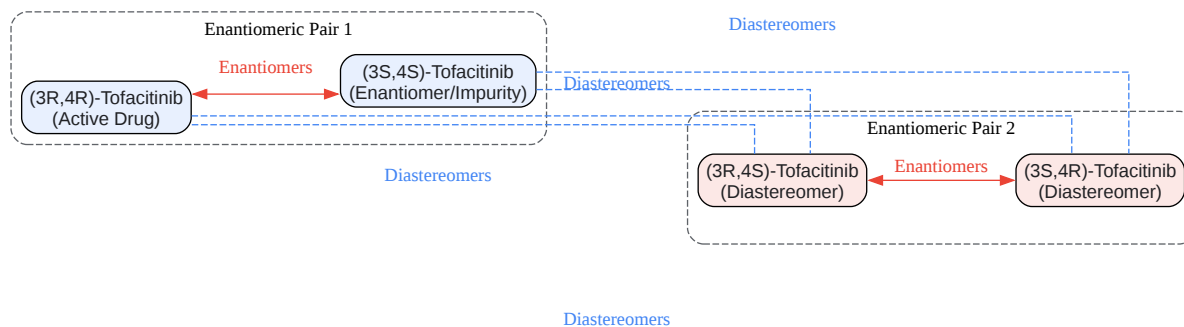 Enantiomeric Pair 1
Diastereomers
Enantiomers
(3S,4S)-Tofacitinib
(Enantiomer/Impurity)
Diastereomers
(3R,4R)-Tofacitinib
(Active Drug)
Enantiomeric Pair 2
Diastereomers
(3R,4S)-Tofacitinib
(Diastereomer)
Enantiomers
(3S,4R)-Tofacitinib
(Diastereomer)
Diastereomers